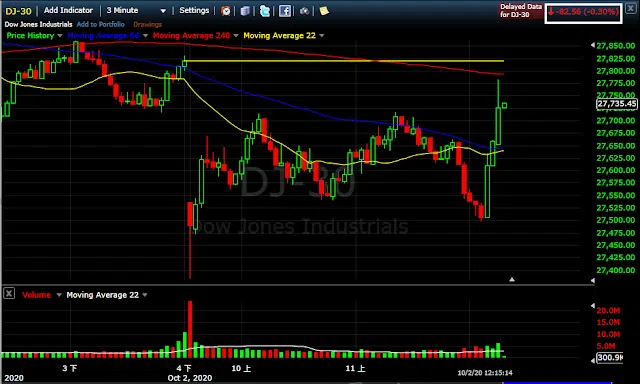 DJ-30 Add Indicator 3 Minute Settings
Delayed Data for DJ-30 -82.56 (-0.30%)
Dow Jones Industrials Add to Portfolio Drawings
Price History Moving Average 66 Moving Average 240 Moving Average 22
27,850.00
27,825.00
27,800.00
27,775.00
27,750.00
27,735.45
27,700.00
27,675.00
27,650.00
27,625.00
27,600.00
27,575.00
27,550.00
27,525.00
27,500.00
27,475.00
27,450.00
27,425.00
27,400.00
DJ-30
Dow Jones Industrials
Volume Moving Average 22
20.0M
15.0M
10.0M
5.0M
300.9K
3 下 4 下 10 上 11 上 10/2/20 12:15:14
2020 Oct 2, 2020